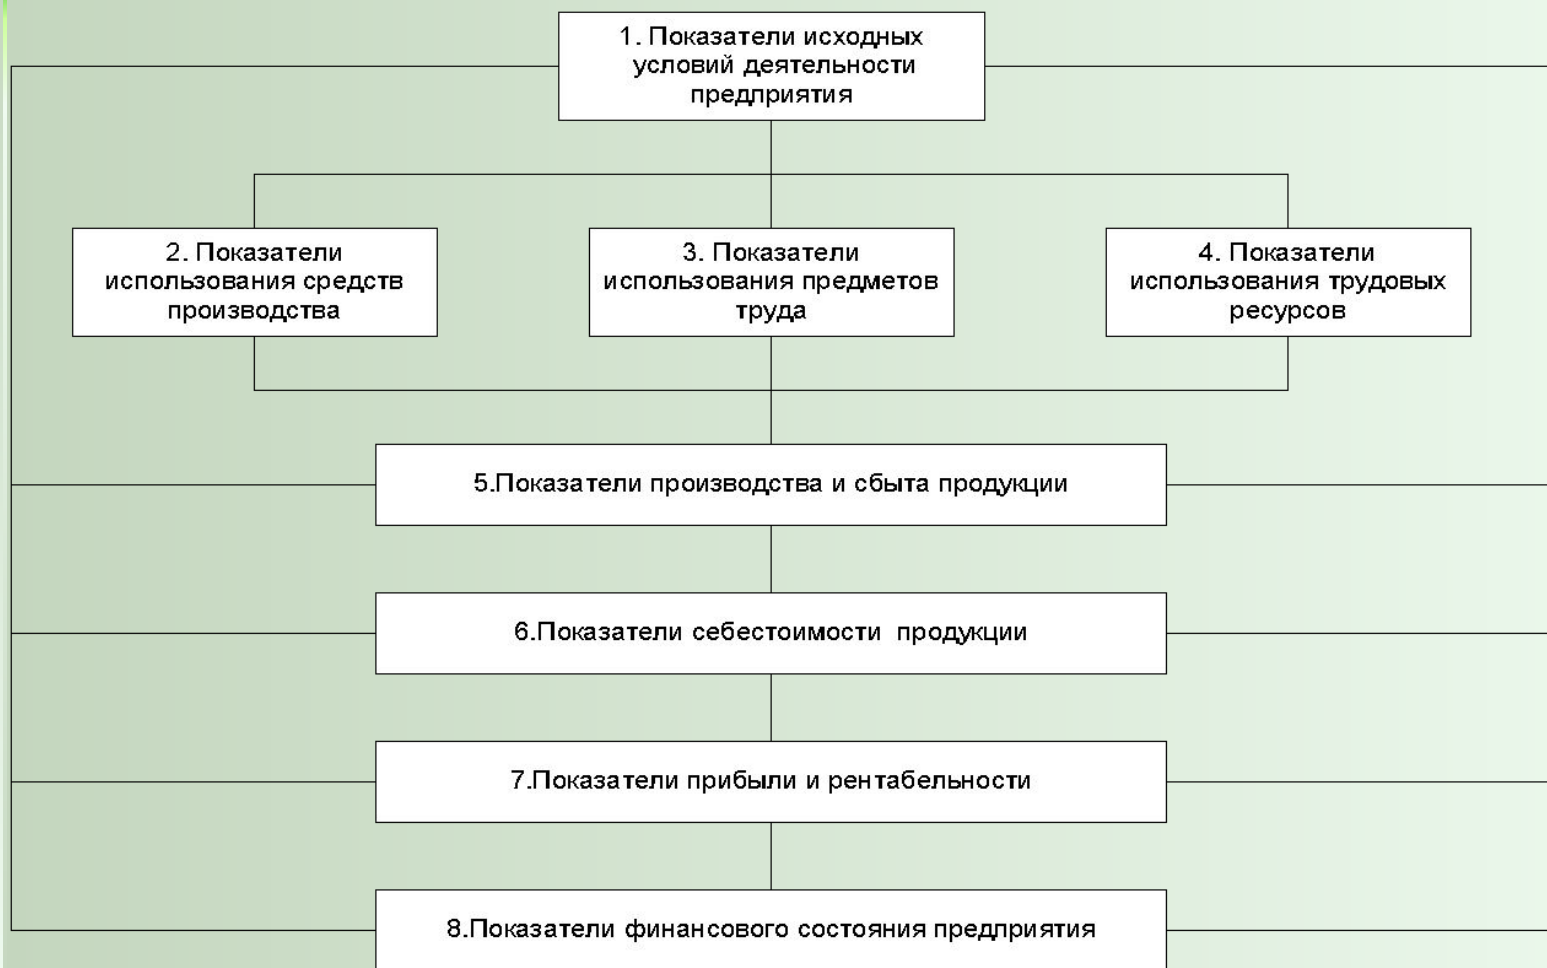 1. Показатели исходных
условий деятельности
предприятия
2. Показатели
использования средств
производства
3. Показатели
использования предметов
труда
4. Показатели
использования трудовых
ресурсов
5.Показатели производства и сбыта продукции
6.Показатели себестоимости продукции
7.Показатели прибыли и рентабельности
8.Показатели финансового состояния предприятия